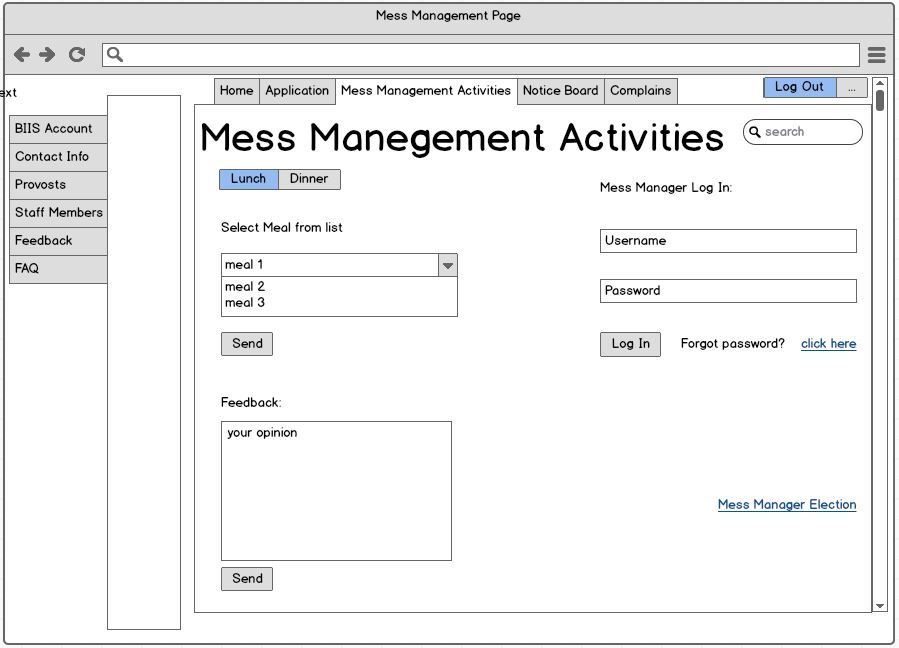 Mess Management Page
ext
Home Application Mess Management Activities Notice Board Complains
Log Out ...
BIIS Account
Contact Info
Provosts
Staff Members
Feedback
FAQ
Mess Manegement Activities
search
Lunch Dinner
Mess Manager Log In:
Select Meal from list
Username
meal 1
meal 2
meal 3
Password
Send
Log In Forgot password? click here
Feedback:
your opinion
Mess Manager Election
Send